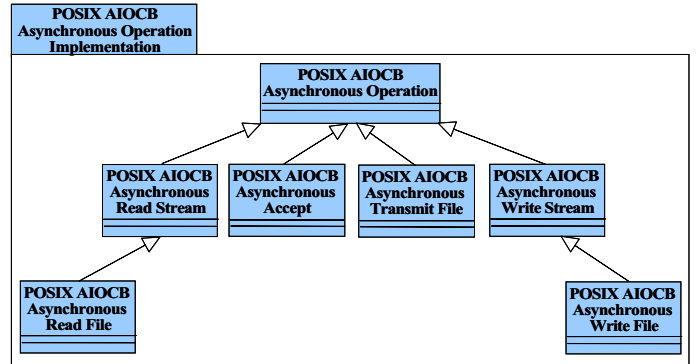 POSIX AIOCB
Asynchronous Operation
Implementation
POSIX AIOCB
Asynchronous Operation
POSIX AIOCB
Asynchronous
Read Stream
POSIX AIOCB
Asynchronous
Accept
POSIX AIOCB
Asynchronous
Transmit File
POSIX AIOCB
Asynchronous
Write Stream
POSIX AIOCB
Asynchronous
Read File
POSIX AIOCB
Asynchronous
Write File